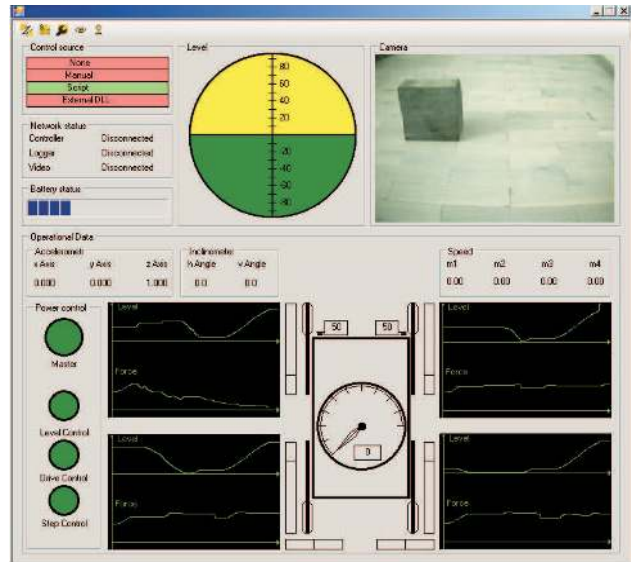 Control source
None
Manual
Script
External DLL
Network status
Controller Disconnected
Logger Disconnected
Video Disconnected
Battery status
Level
80
60
40
20
-20
-40
-60
-80
Camera
Operational Data
Accelerometr
x Axis y Axis z Axis
0.000 0.000 1.000
Inclinometer
h Angle v Angle
0.0 0.0
Speed
m1 m2 m3 m4
0.00 0.00 0.00 0.00
Power control
Master
Level Control
Drive Control
Step Control
Level
Force
Level
Force
50 50
0
Level
Force
Level
Force